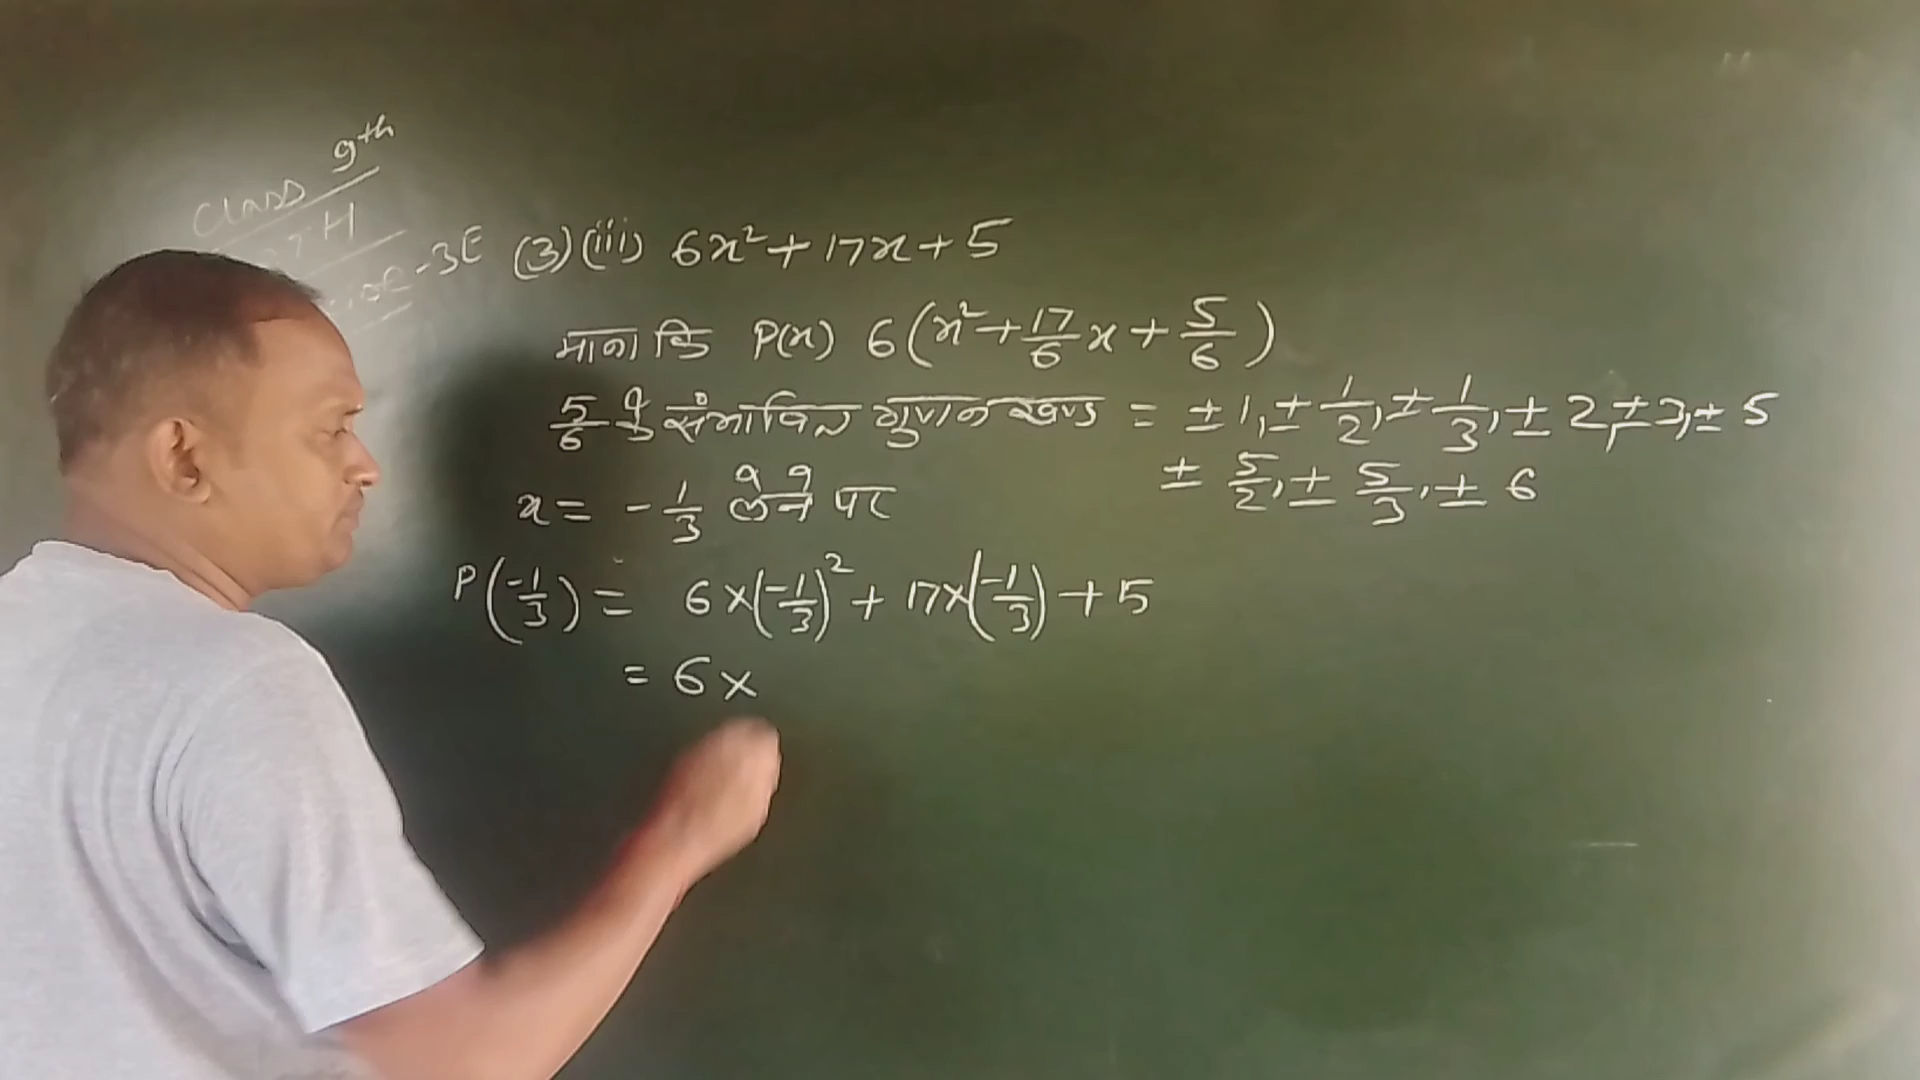 Class 9th
-3E (3)(iii) 6x² + 17x + 5
माना कि P(x) 6(x² + 17/6 x + 5/6)
5/6 के संभावित गुणनखण्ड = ± 1, ± 1/2, ± 1/3, ± 2, ± 3, ± 5
± 5/2, ± 5/3, ± 6
x = - 1/3 लेने पर
P(-1/3) = 6×(-1/3)² + 17×(-1/3) + 5
= 6×